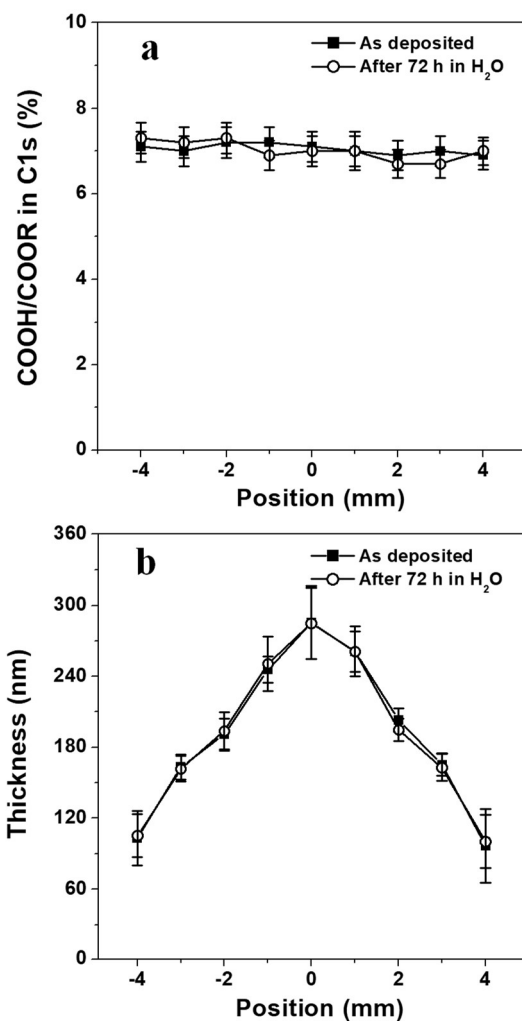 a
As deposited
After 72 h in H₂O
COOH/COOR in C1s (%)
10
8
6
4
2
0
-4 -2 0 2 4
Position (mm)
b
As deposited
After 72 h in H₂O
Thickness (nm)
360
300
240
180
120
60
0
-4 -2 0 2 4
Position (mm)